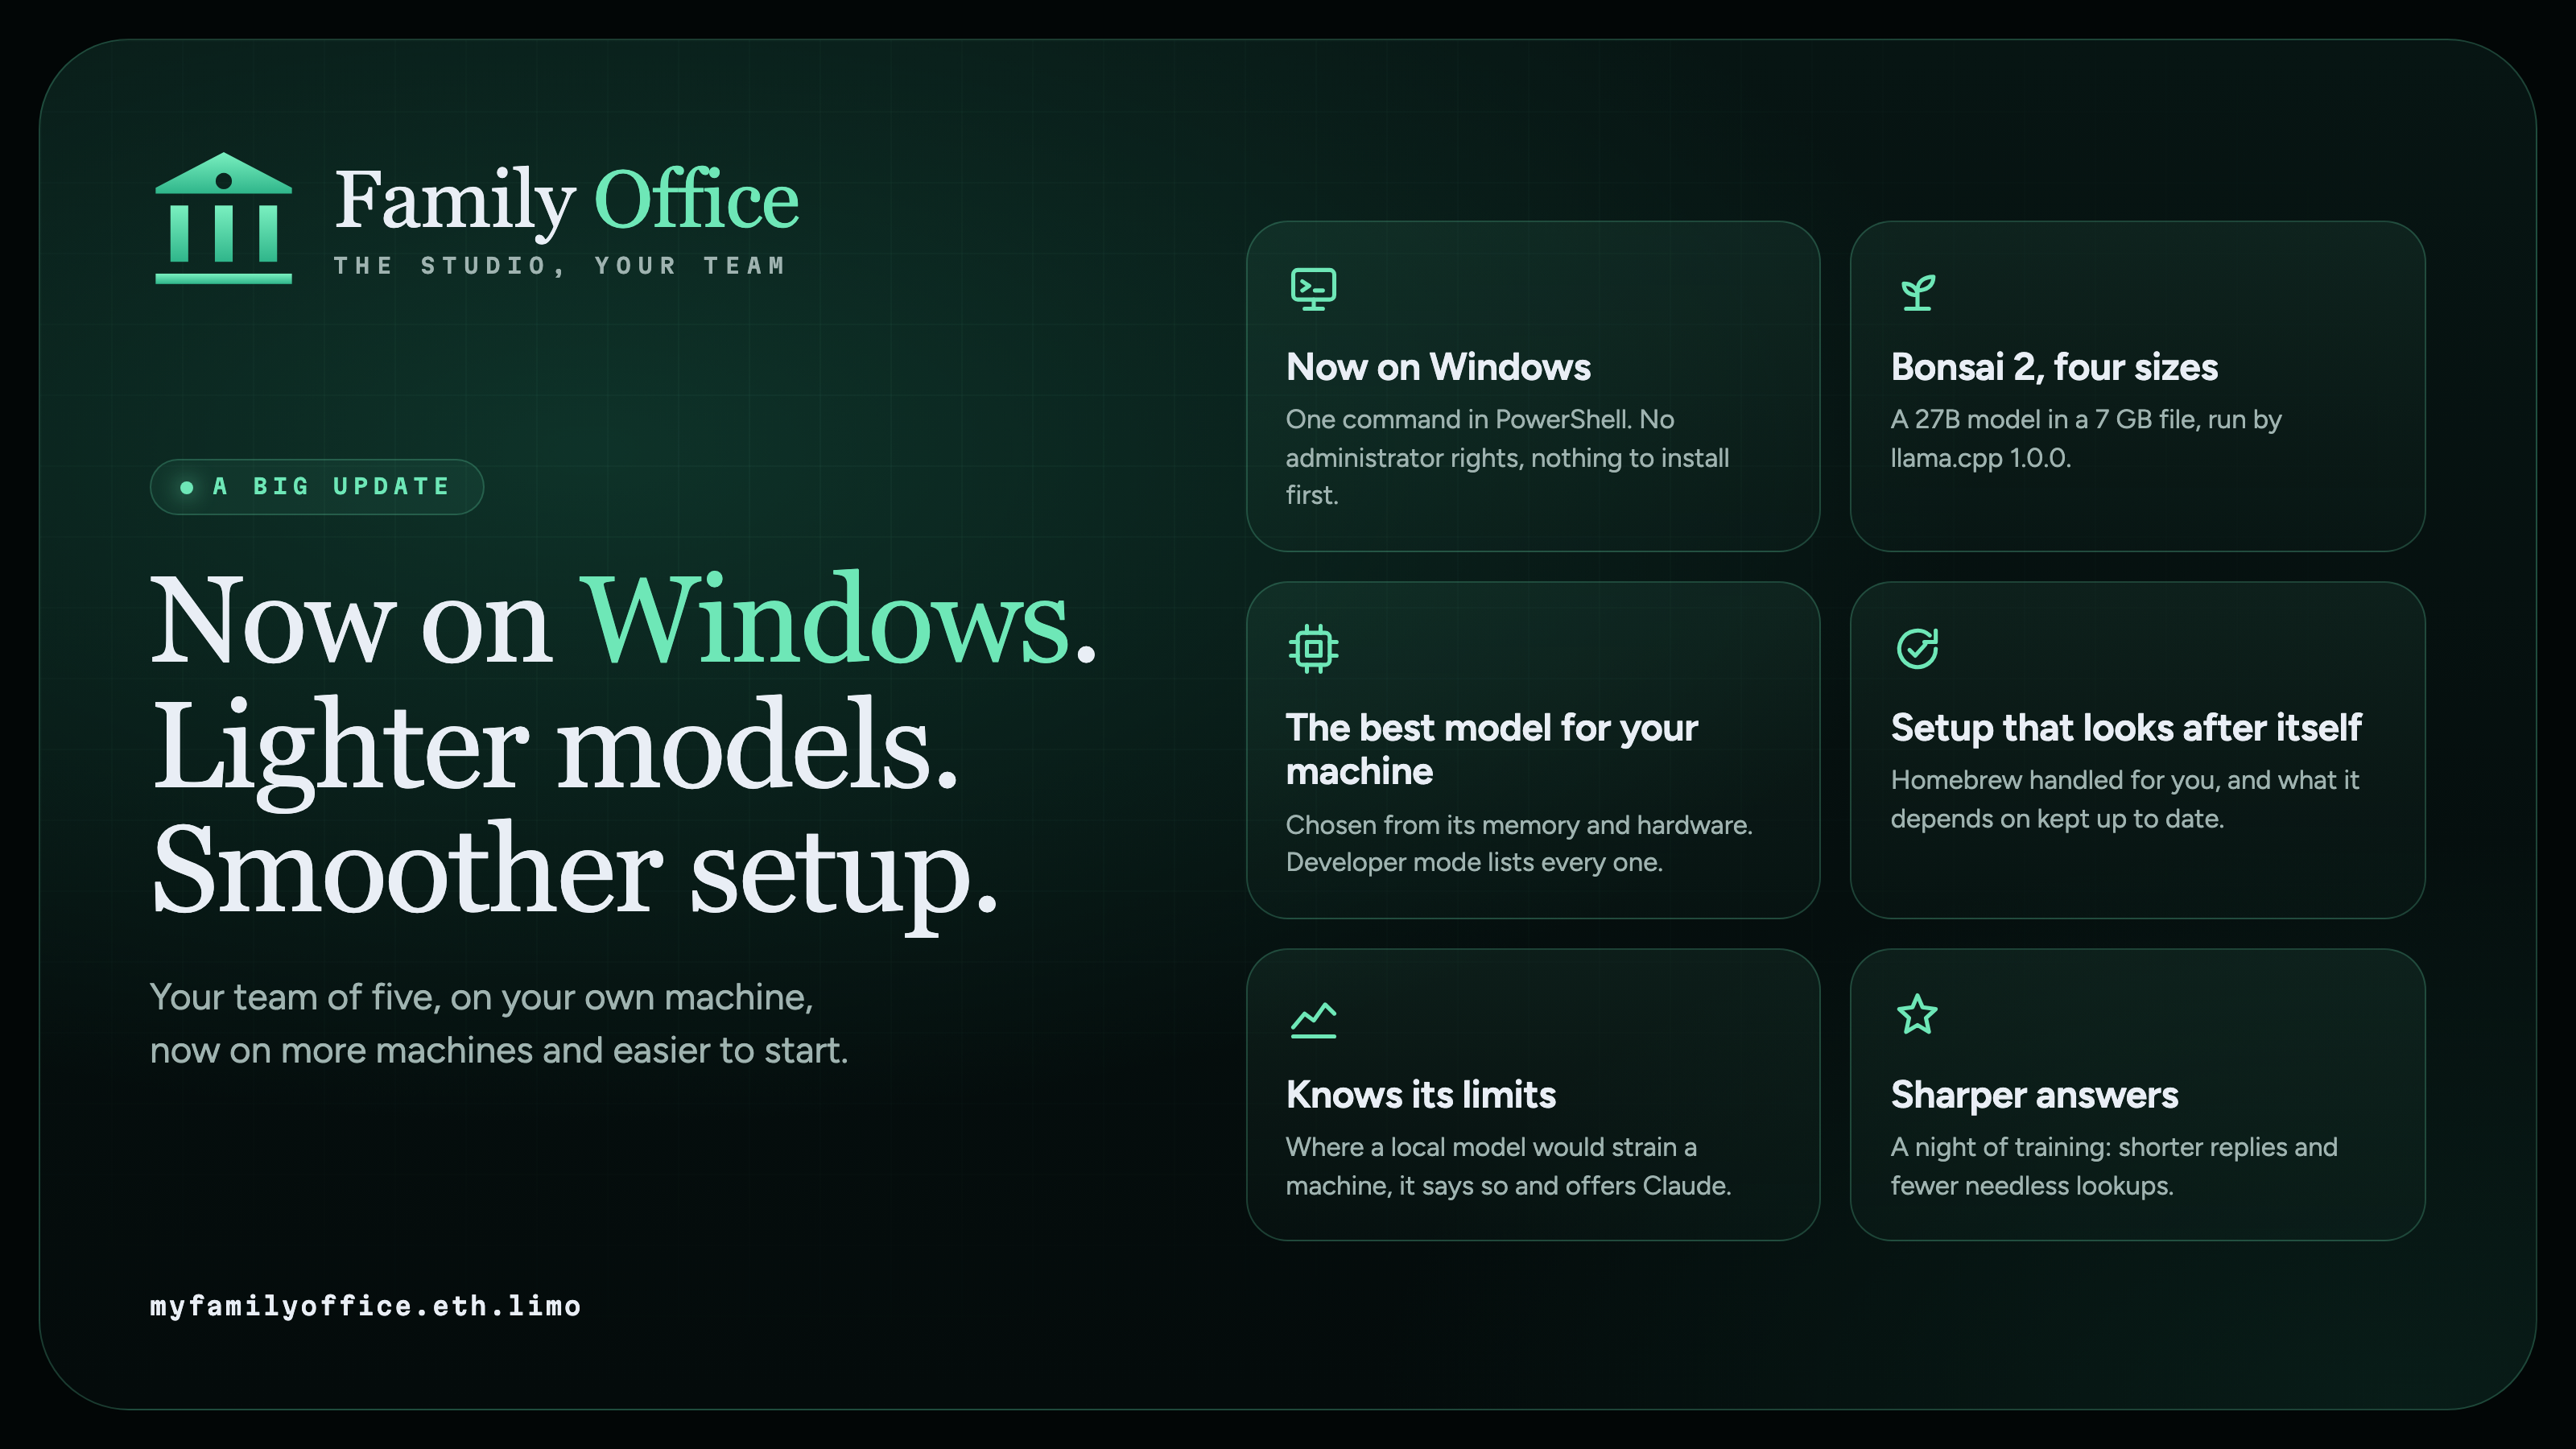 Family Office
THE STUDIO, YOUR TEAM
A BIG UPDATE
Now on Windows.
Lighter models.
Smoother setup.
Your team of five, on your own machine,
now on more machines and easier to start.
myfamilyoffice.eth.limo
Now on Windows
One command in PowerShell. No
administrator rights, nothing to install
first.
Bonsai 2, four sizes
A 27B model in a 7 GB file, run by
llama.cpp 1.0.0.
The best model for your
machine
Chosen from its memory and hardware.
Developer mode lists every one.
Setup that looks after itself
Homebrew handled for you, and what it
depends on kept up to date.
Knows its limits
Where a local model would strain a
machine, it says so and offers Claude.
Sharper answers
A night of training: shorter replies and
fewer needless lookups.